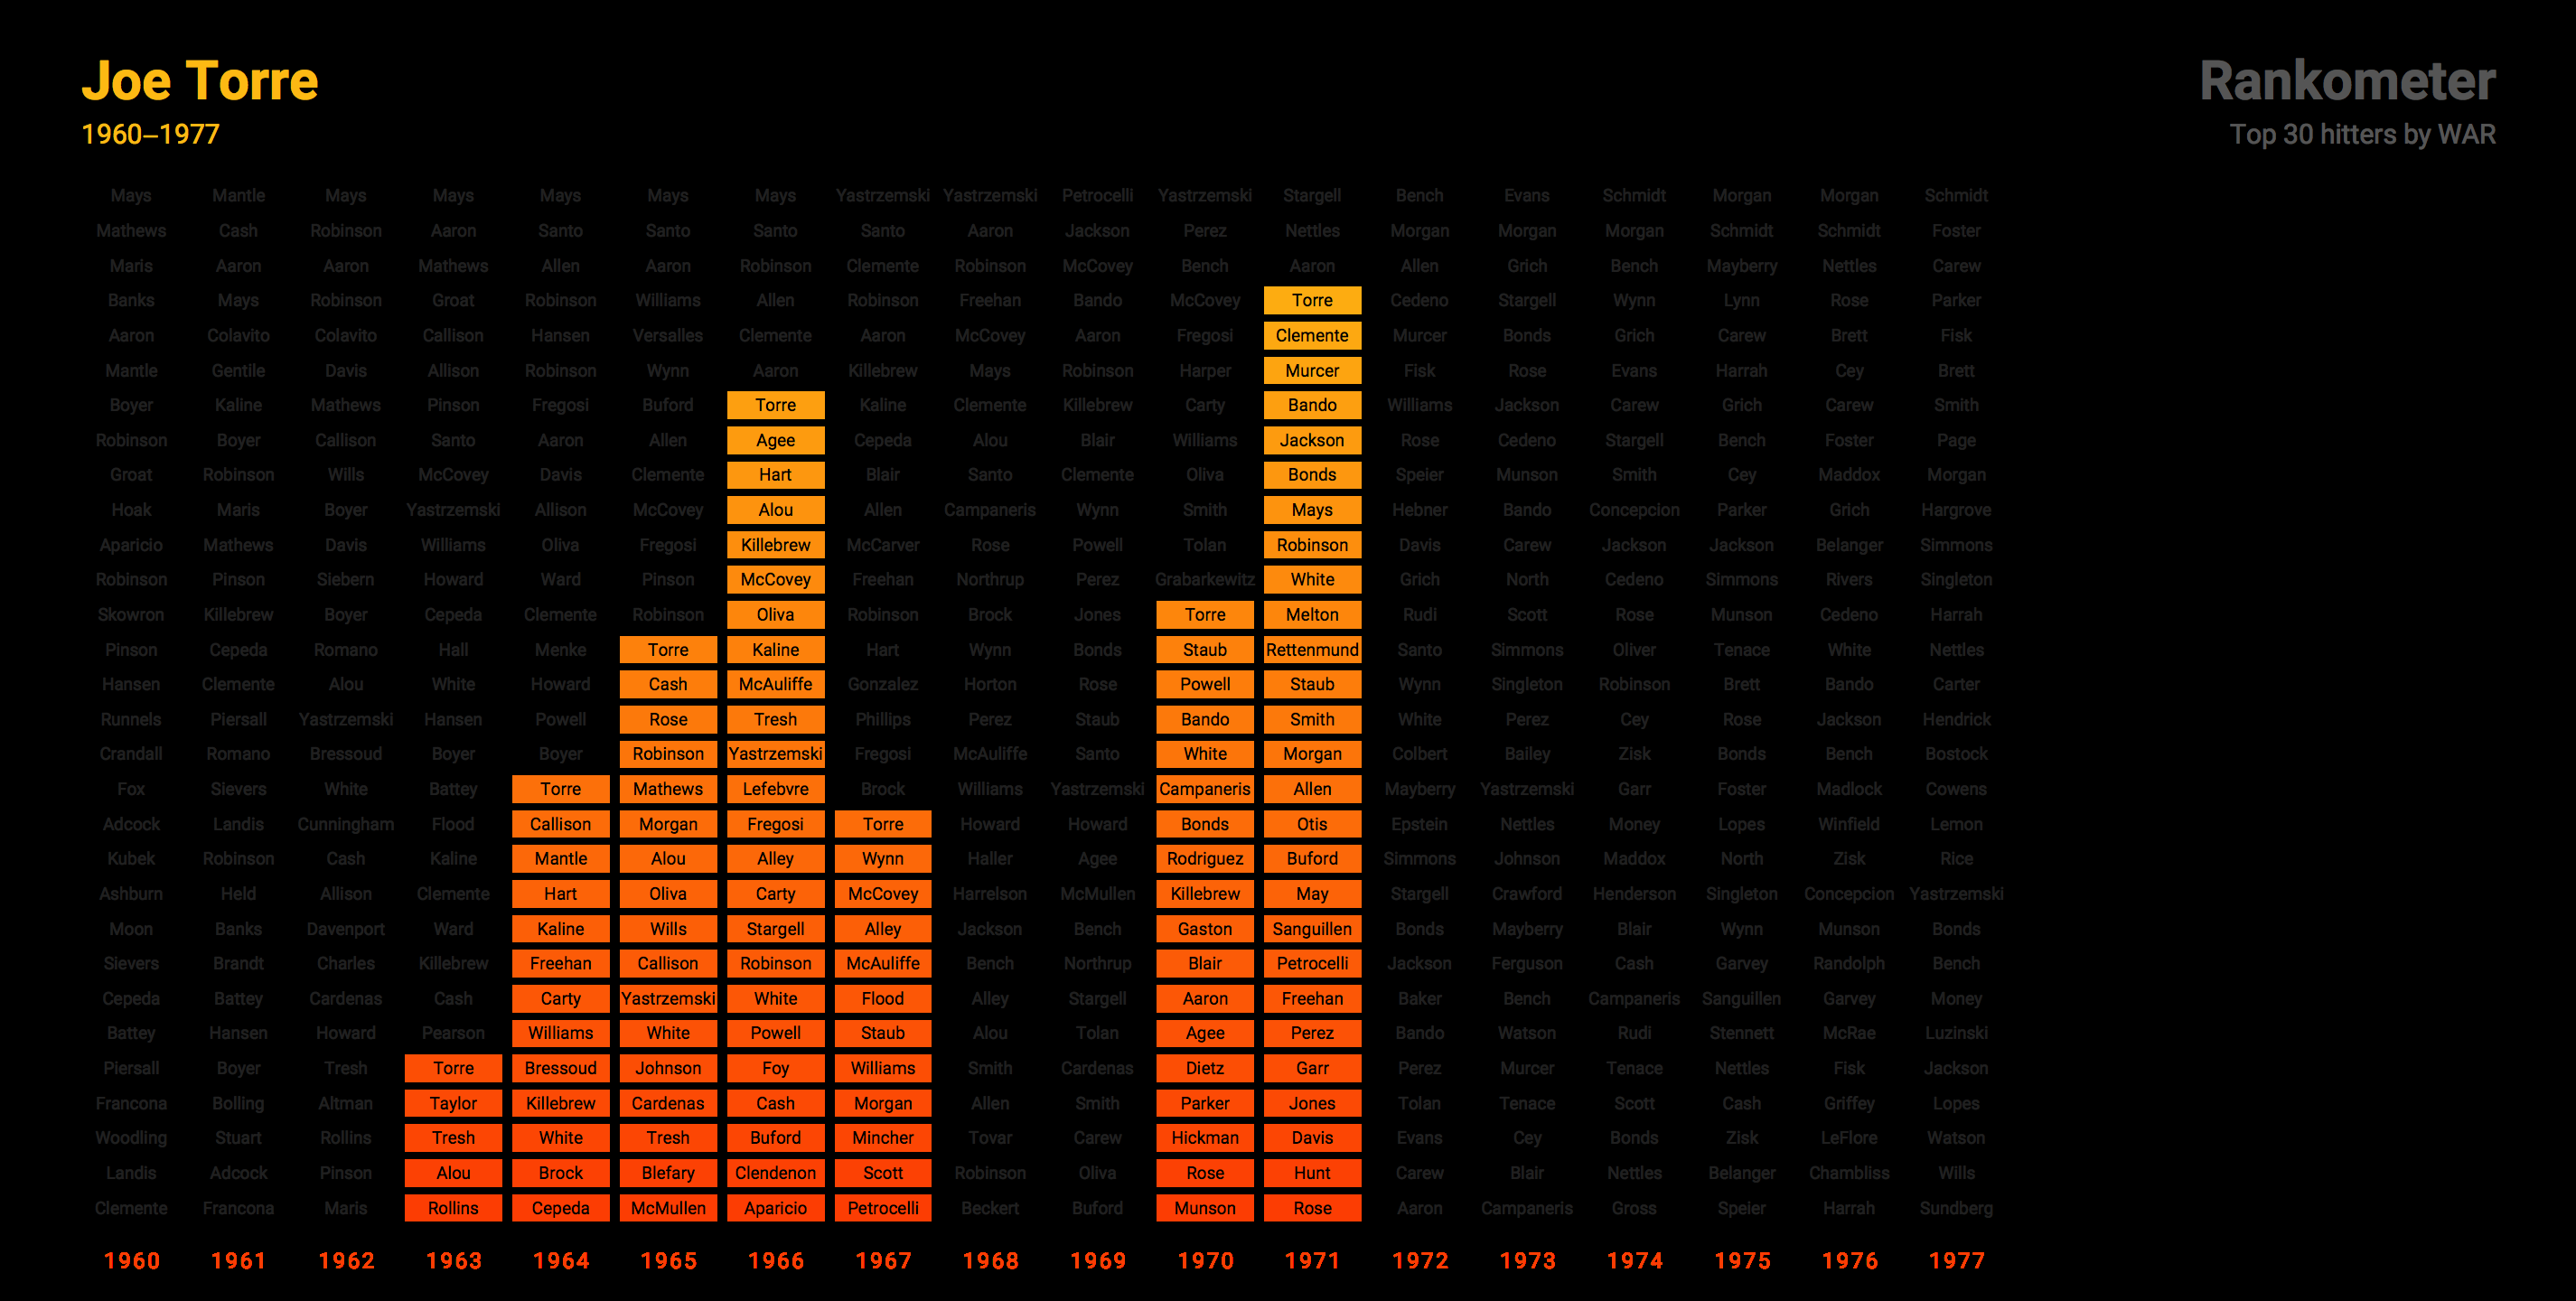 Joe Torre
1960–1977
Rankometer
Top 30 hitters by WAR
Mays Mantle Mays Mays Mays Mays Mays Yastrzemski Yastrzemski Petrocelli Yastrzemski Stargell Bench Evans Schmidt Morgan Morgan Schmidt
Mathews Cash Robinson Aaron Santo Santo Santo Santo Aaron Jackson Perez Nettles Morgan Morgan Morgan Schmidt Schmidt Foster
Maris Aaron Aaron Mathews Allen Aaron Robinson Clemente Robinson McCovey Bench Aaron Allen Grich Bench Mayberry Nettles Carew
Banks Mays Robinson Groat Robinson Williams Allen Robinson Freehan Bando McCovey Torre Cedeno Stargell Wynn Lynn Rose Parker
Aaron Colavito Colavito Callison Hansen Versalles Clemente Aaron McCovey Aaron Fregosi Clemente Murcer Bonds Grich Carew Brett Fisk
Mantle Gentile Davis Allison Robinson Wynn Aaron Killebrew Mays Robinson Harper Murcer Fisk Rose Evans Harrah Cey Brett
Boyer Kaline Mathews Pinson Fregosi Buford Torre Kaline Clemente Killebrew Carty Bando Williams Jackson Carew Grich Carew Smith
Robinson Boyer Callison Santo Aaron Allen Agee Cepeda Alou Blair Williams Jackson Rose Cedeno Stargell Bench Foster Page
Groat Robinson Wills McCovey Davis Clemente Hart Blair Santo Clemente Oliva Bonds Speier Munson Smith Cey Maddox Morgan
Hoak Maris Boyer Yastrzemski Allison McCovey Alou Allen Campaneris Wynn Smith Mays Hebner Bando Concepcion Parker Grich Hargrove
Aparicio Mathews Davis Williams Oliva Fregosi Killebrew McCarver Rose Powell Tolan Robinson Davis Carew Jackson Jackson Belanger Simmons
Robinson Pinson Siebern Howard Ward Pinson McCovey Freehan Northrup Perez Grabarkewitz White Grich North Cedeno Simmons Rivers Singleton
Skowron Killebrew Boyer Cepeda Clemente Robinson Oliva Robinson Brock Jones Torre Melton Rudi Scott Rose Munson Cedeno Harrah
Pinson Cepeda Romano Hall Menke Torre Kaline Hart Wynn Bonds Staub Rettenmund Santo Simmons Oliver Tenace White Nettles
Hansen Clemente Alou White Howard Cash McAuliffe Gonzalez Horton Rose Powell Staub Wynn Singleton Robinson Brett Bando Carter
Runnels Piersall Yastrzemski Hansen Powell Rose Tresh Phillips Perez Staub Bando Smith White Perez Cey Rose Jackson Hendrick
Crandall Romano Bressoud Boyer Boyer Robinson Yastrzemski Fregosi McAuliffe Santo White Morgan Colbert Bailey Zisk Bonds Bench Bostock
Fox Sievers White Battey Torre Mathews Lefebvre Brock Williams Yastrzemski Campaneris Allen Mayberry Yastrzemski Garr Foster Madlock Cowens
Adcock Landis Cunningham Flood Callison Morgan Fregosi Torre Howard Howard Bonds Otis Epstein Nettles Money Lopes Winfield Lemon
Kubek Robinson Cash Kaline Mantle Alou Alley Wynn Haller Agee Rodriguez Buford Simmons Johnson Maddox North Zisk Rice
Ashburn Held Allison Clemente Hart Oliva Carty McCovey Harrelson McMullen Killebrew May Stargell Crawford Henderson Singleton Concepcion Yastrzemski
Moon Banks Davenport Ward Kaline Wills Stargell Alley Jackson Bench Gaston Sanguillen Bonds Mayberry Blair Wynn Munson Bonds
Sievers Brandt Charles Killebrew Freehan Callison Robinson McAuliffe Bench Northrup Blair Petrocelli Jackson Ferguson Cash Garvey Randolph Bench
Cepeda Battey Cardenas Cash Carty Yastrzemski White Flood Alley Stargell Aaron Freehan Baker Bench Campaneris Sanguillen Garvey Money
Battey Hansen Howard Pearson Williams White Powell Staub Alou Tolan Agee Perez Bando Watson Rudi Stennett McRae Luzinski
Piersall Boyer Tresh Torre Bressoud Johnson Foy Williams Smith Cardenas Dietz Garr Perez Murcer Tenace Nettles Fisk Jackson
Francona Bolling Altman Taylor Killebrew Cardenas Cash Morgan Allen Smith Parker Jones Tolan Tenace Scott Cash Griffey Lopes
Woodling Stuart Rollins Tresh White Tresh Buford Mincher Tovar Carew Hickman Davis Evans Cey Bonds Zisk LeFlore Watson
Landis Adcock Pinson Alou Brock Blefary Clendenon Scott Robinson Oliva Rose Hunt Carew Blair Nettles Belanger Chambliss Wills
Clemente Francona Maris Rollins Cepeda McMullen Aparicio Petrocelli Beckert Buford Munson Rose Aaron Campaneris Gross Speier Harrah Sundberg
1960 1961 1962 1963 1964 1965 1966 1967 1968 1969 1970 1971 1972 1973 1974 1975 1976 1977